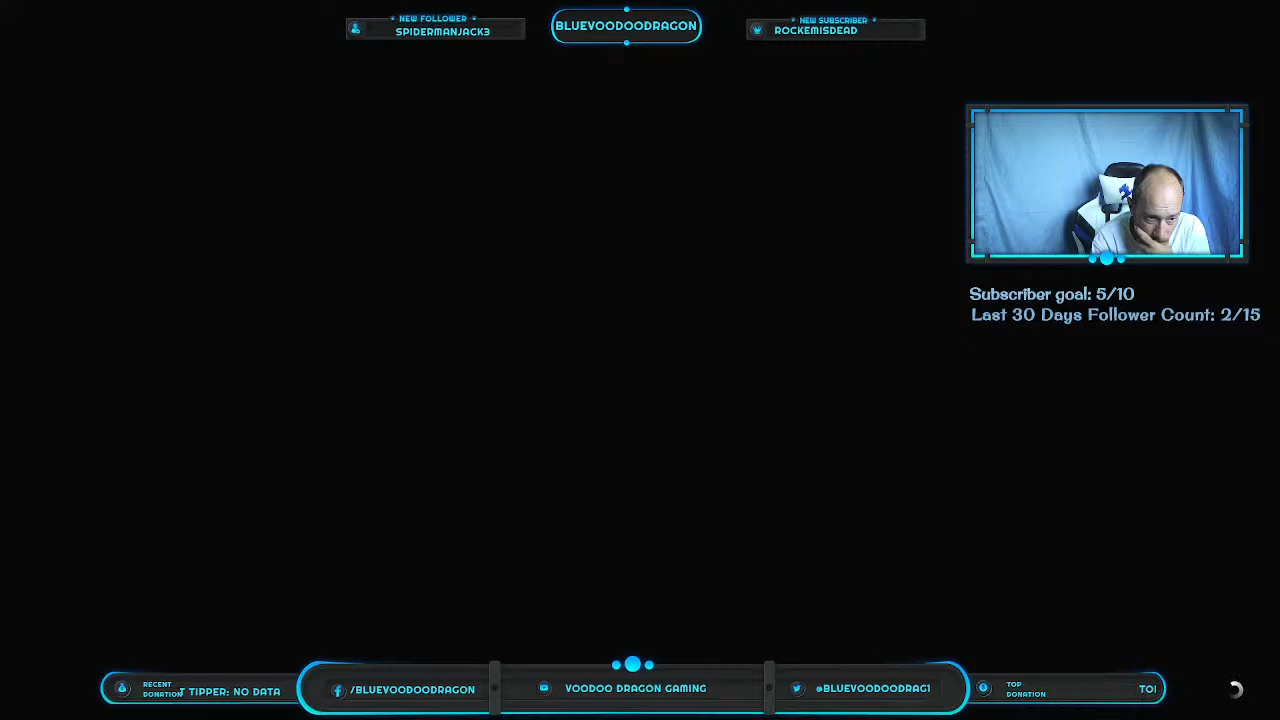 NEW FOLLOWER
SPIDERMANJACK3
BLUEVOODOODRAGON
NEW SUBSCRIBER
ROCKEMISDEAD
Subscriber goal: 5/10
Last 30 Days Follower Count: 2/15
RECENT
DONATION
T TIPPER: NO DATA
/BLUEVOODOODRAGON
VOODOO DRAGON GAMING
@BLUEVOODOODRAG1
TOP
DONATION
TO